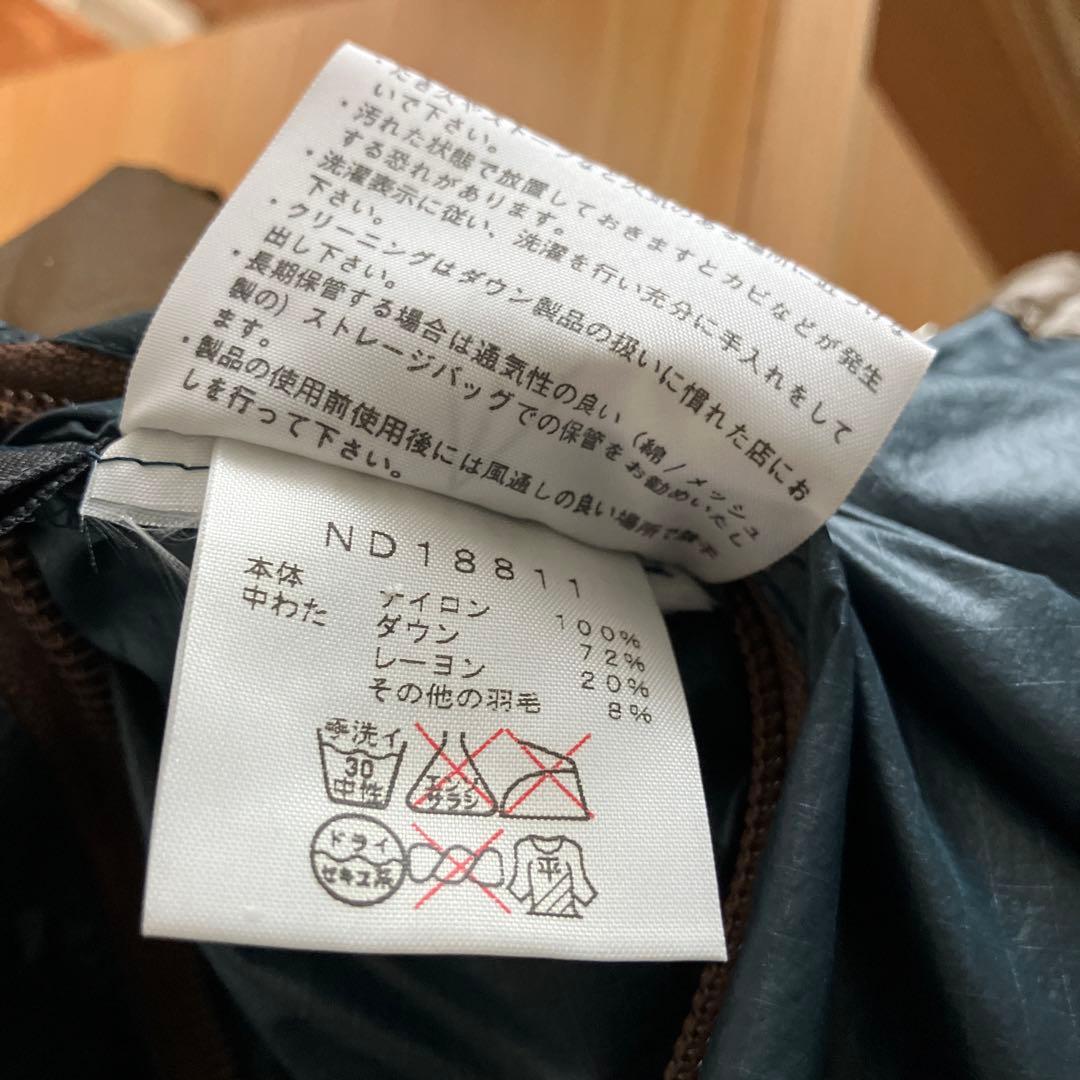 いで下さい。
・汚れた状態で放置しておきますとカビなどが発生
する恐れがあります。
・洗濯表示に従い、洗濯を行い充分に手入れをして
下さい。
・クリーニングはダウン製品の扱いに慣れた店にお
出し下さい。
・長期保管する場合は通気性の良い（綿/メッシュ
製の）ストレージバッグでの保管をお勧めいたし
ます。
・製品の使用前使用後には風通しの良い場所で陰干
しを行って下さい。
ND18811
本体 ナイロン 100%
中わた ダウン 72%
レーヨン 20%
その他の羽毛 8%
手洗イ
30
中性
エンソ
サラシ
ドライ
セキユ系
平